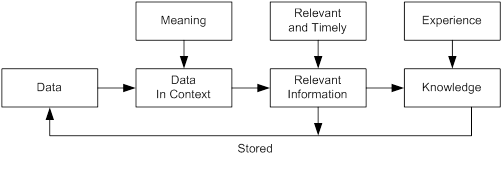 Meaning
Relevant
and Timely
Experience
Data
Data
In Context
Relevant
Information
Knowledge
Stored